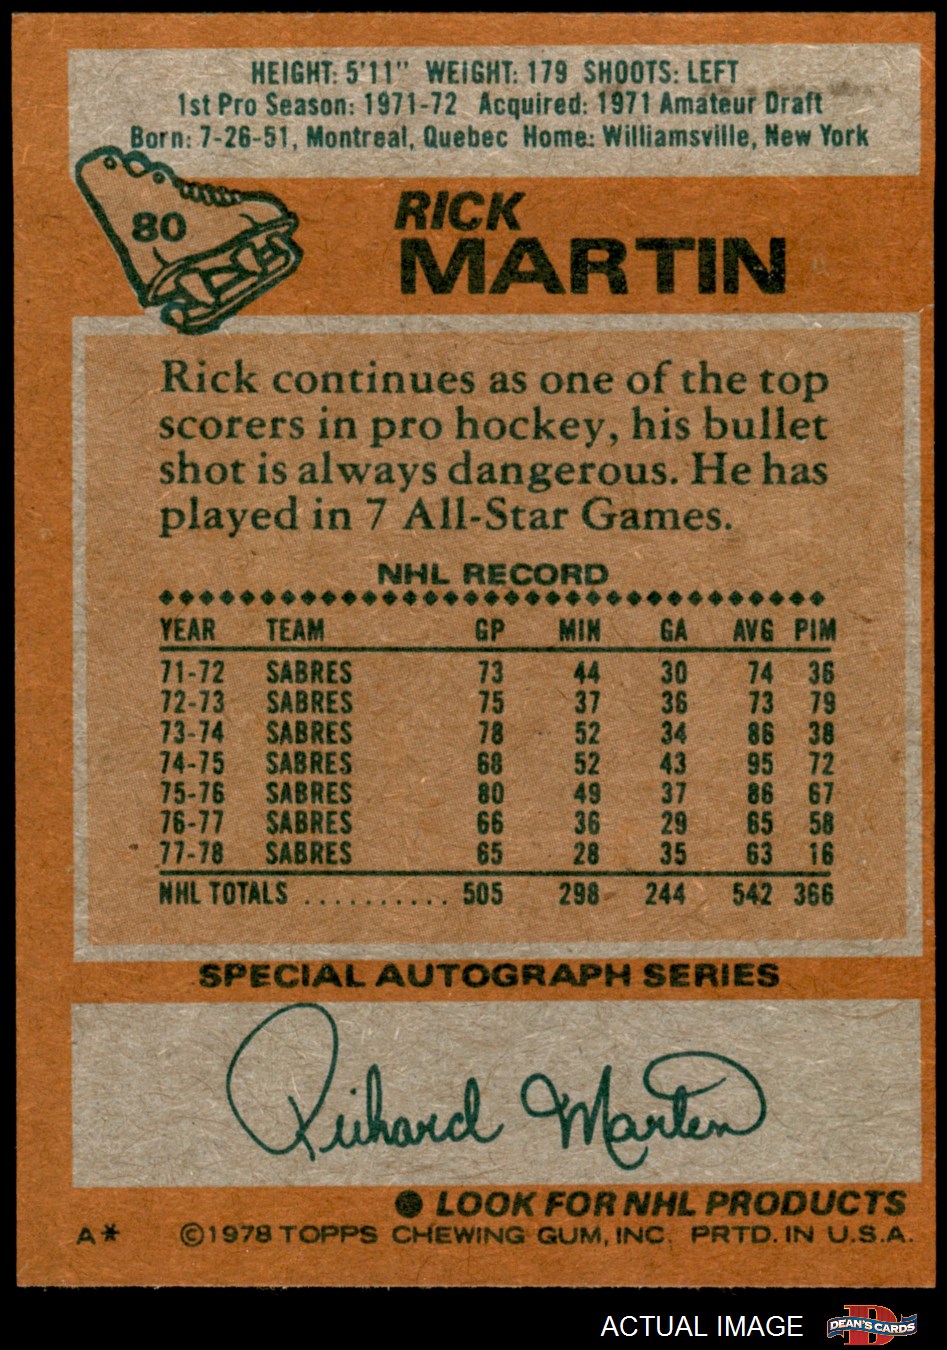 HEIGHT: 5'11" WEIGHT: 179 SHOOTS: LEFT
1st Pro Season: 1971-72 Acquired: 1971 Amateur Draft
Born: 7-26-51, Montreal, Quebec Home: Williamsville, New York
80
RICK
MARTIN
Rick continues as one of the top
scorers in pro hockey, his bullet
shot is always dangerous. He has
played in 7 All-Star Games.
NHL RECORD
YEAR TEAM GP MIN GA AVG PIM
71-72 SABRES 73 44 30 74 36
72-73 SABRES 75 37 36 73 79
73-74 SABRES 78 52 34 86 38
74-75 SABRES 68 52 43 95 72
75-76 SABRES 80 49 37 86 67
76-77 SABRES 66 36 29 65 58
77-78 SABRES 65 28 35 63 16
NHL TOTALS .......... 505 298 244 542 366
SPECIAL AUTOGRAPH SERIES
Richard Martin
● LOOK FOR NHL PRODUCTS
A* ©1978 TOPPS CHEWING GUM, INC. PRTD. IN U.S.A.
ACTUAL IMAGE D DEAN'S CARDS